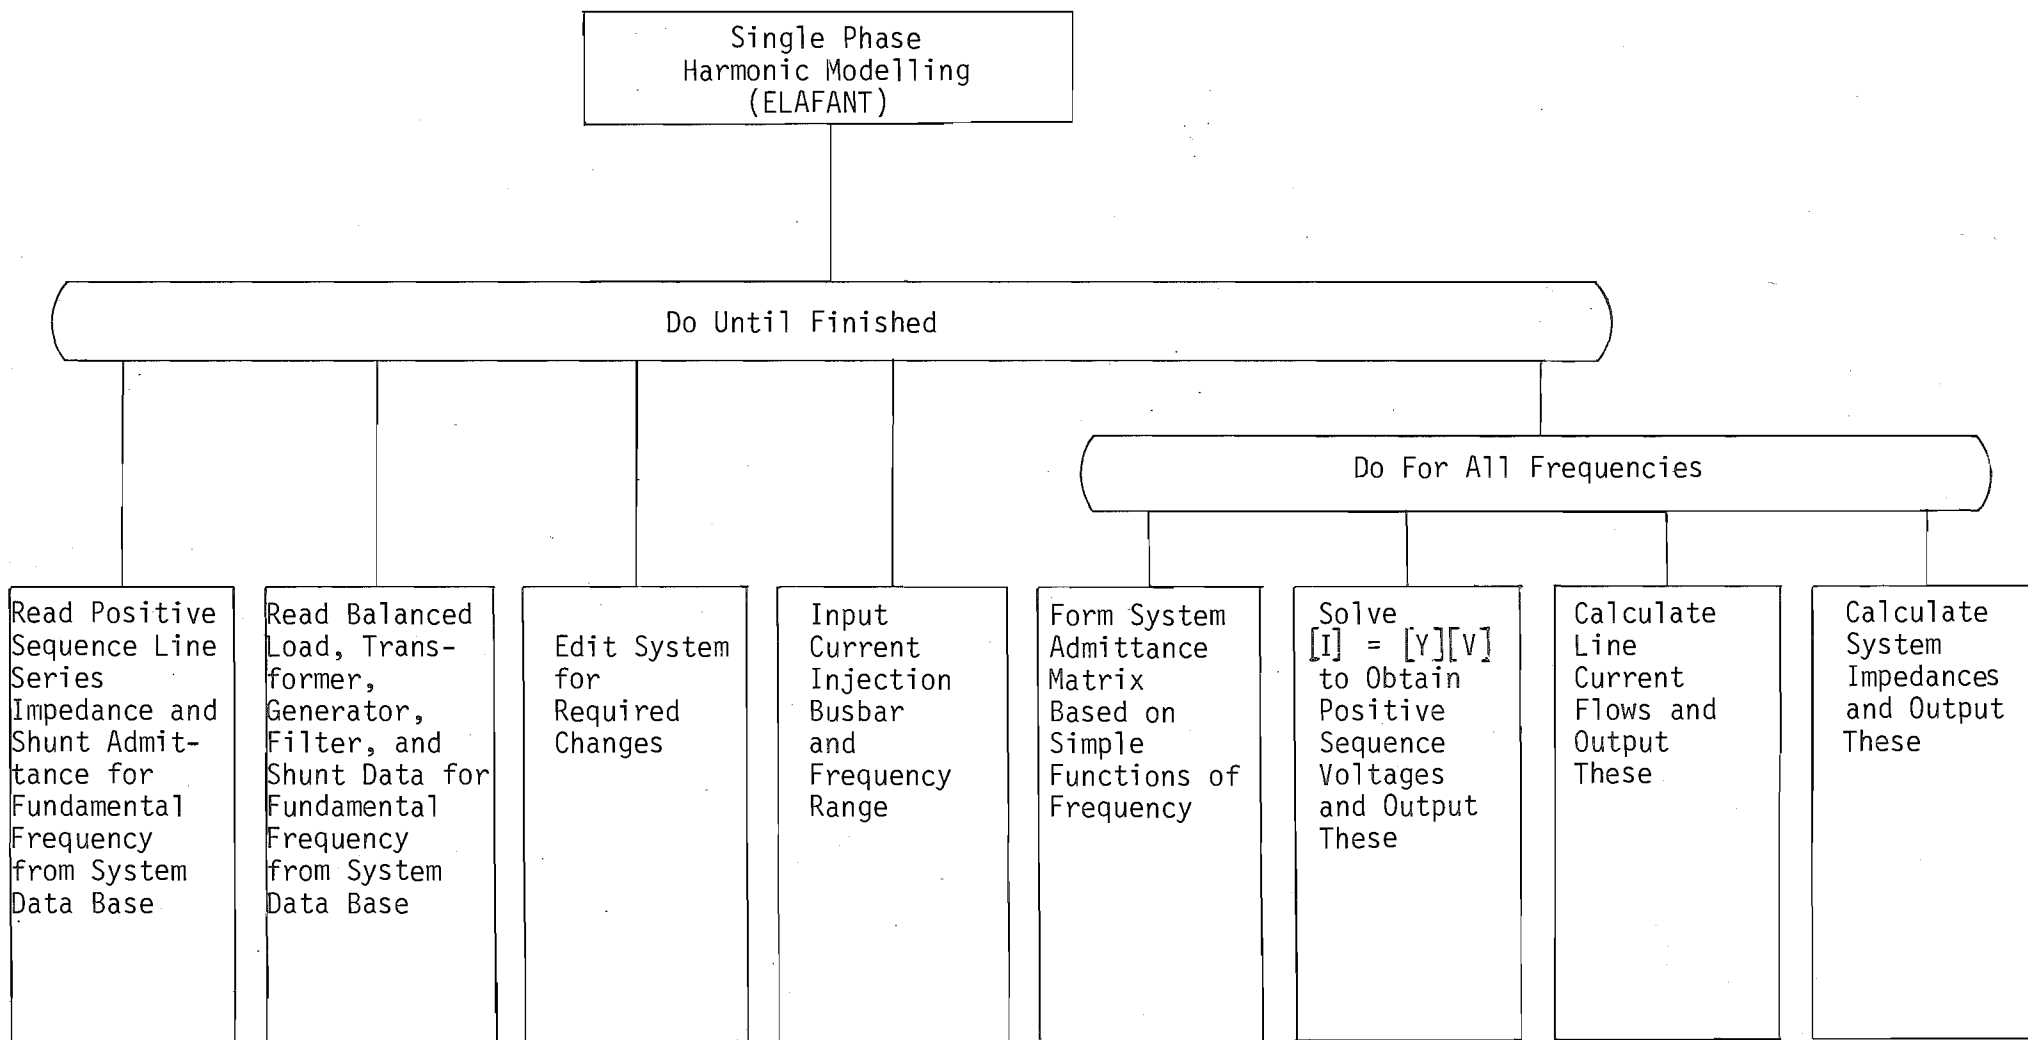 Single Phase
Harmonic Modelling
(ELAFANT)
Do Until Finished
Do For All Frequencies
Read Positive
Sequence Line
Series
Impedance and
Shunt Admit-
tance for
Fundamental
Frequency
from System
Data Base
Read Balanced
Load, Trans-
former,
Generator,
Filter, and
Shunt Data for
Fundamental
Frequency
from System
Data Base
Edit System
for
Required
Changes
Input
Current
Injection
Busbar
and
Frequency
Range
Form System
Admittance
Matrix
Based on
Simple
Functions of
Frequency
Solve
[I] = [Y][V]
to Obtain
Positive
Sequence
Voltages
and Output
These
Calculate
Line
Current
Flows and
Output
These
Calculate
System
Impedances
and Output
These